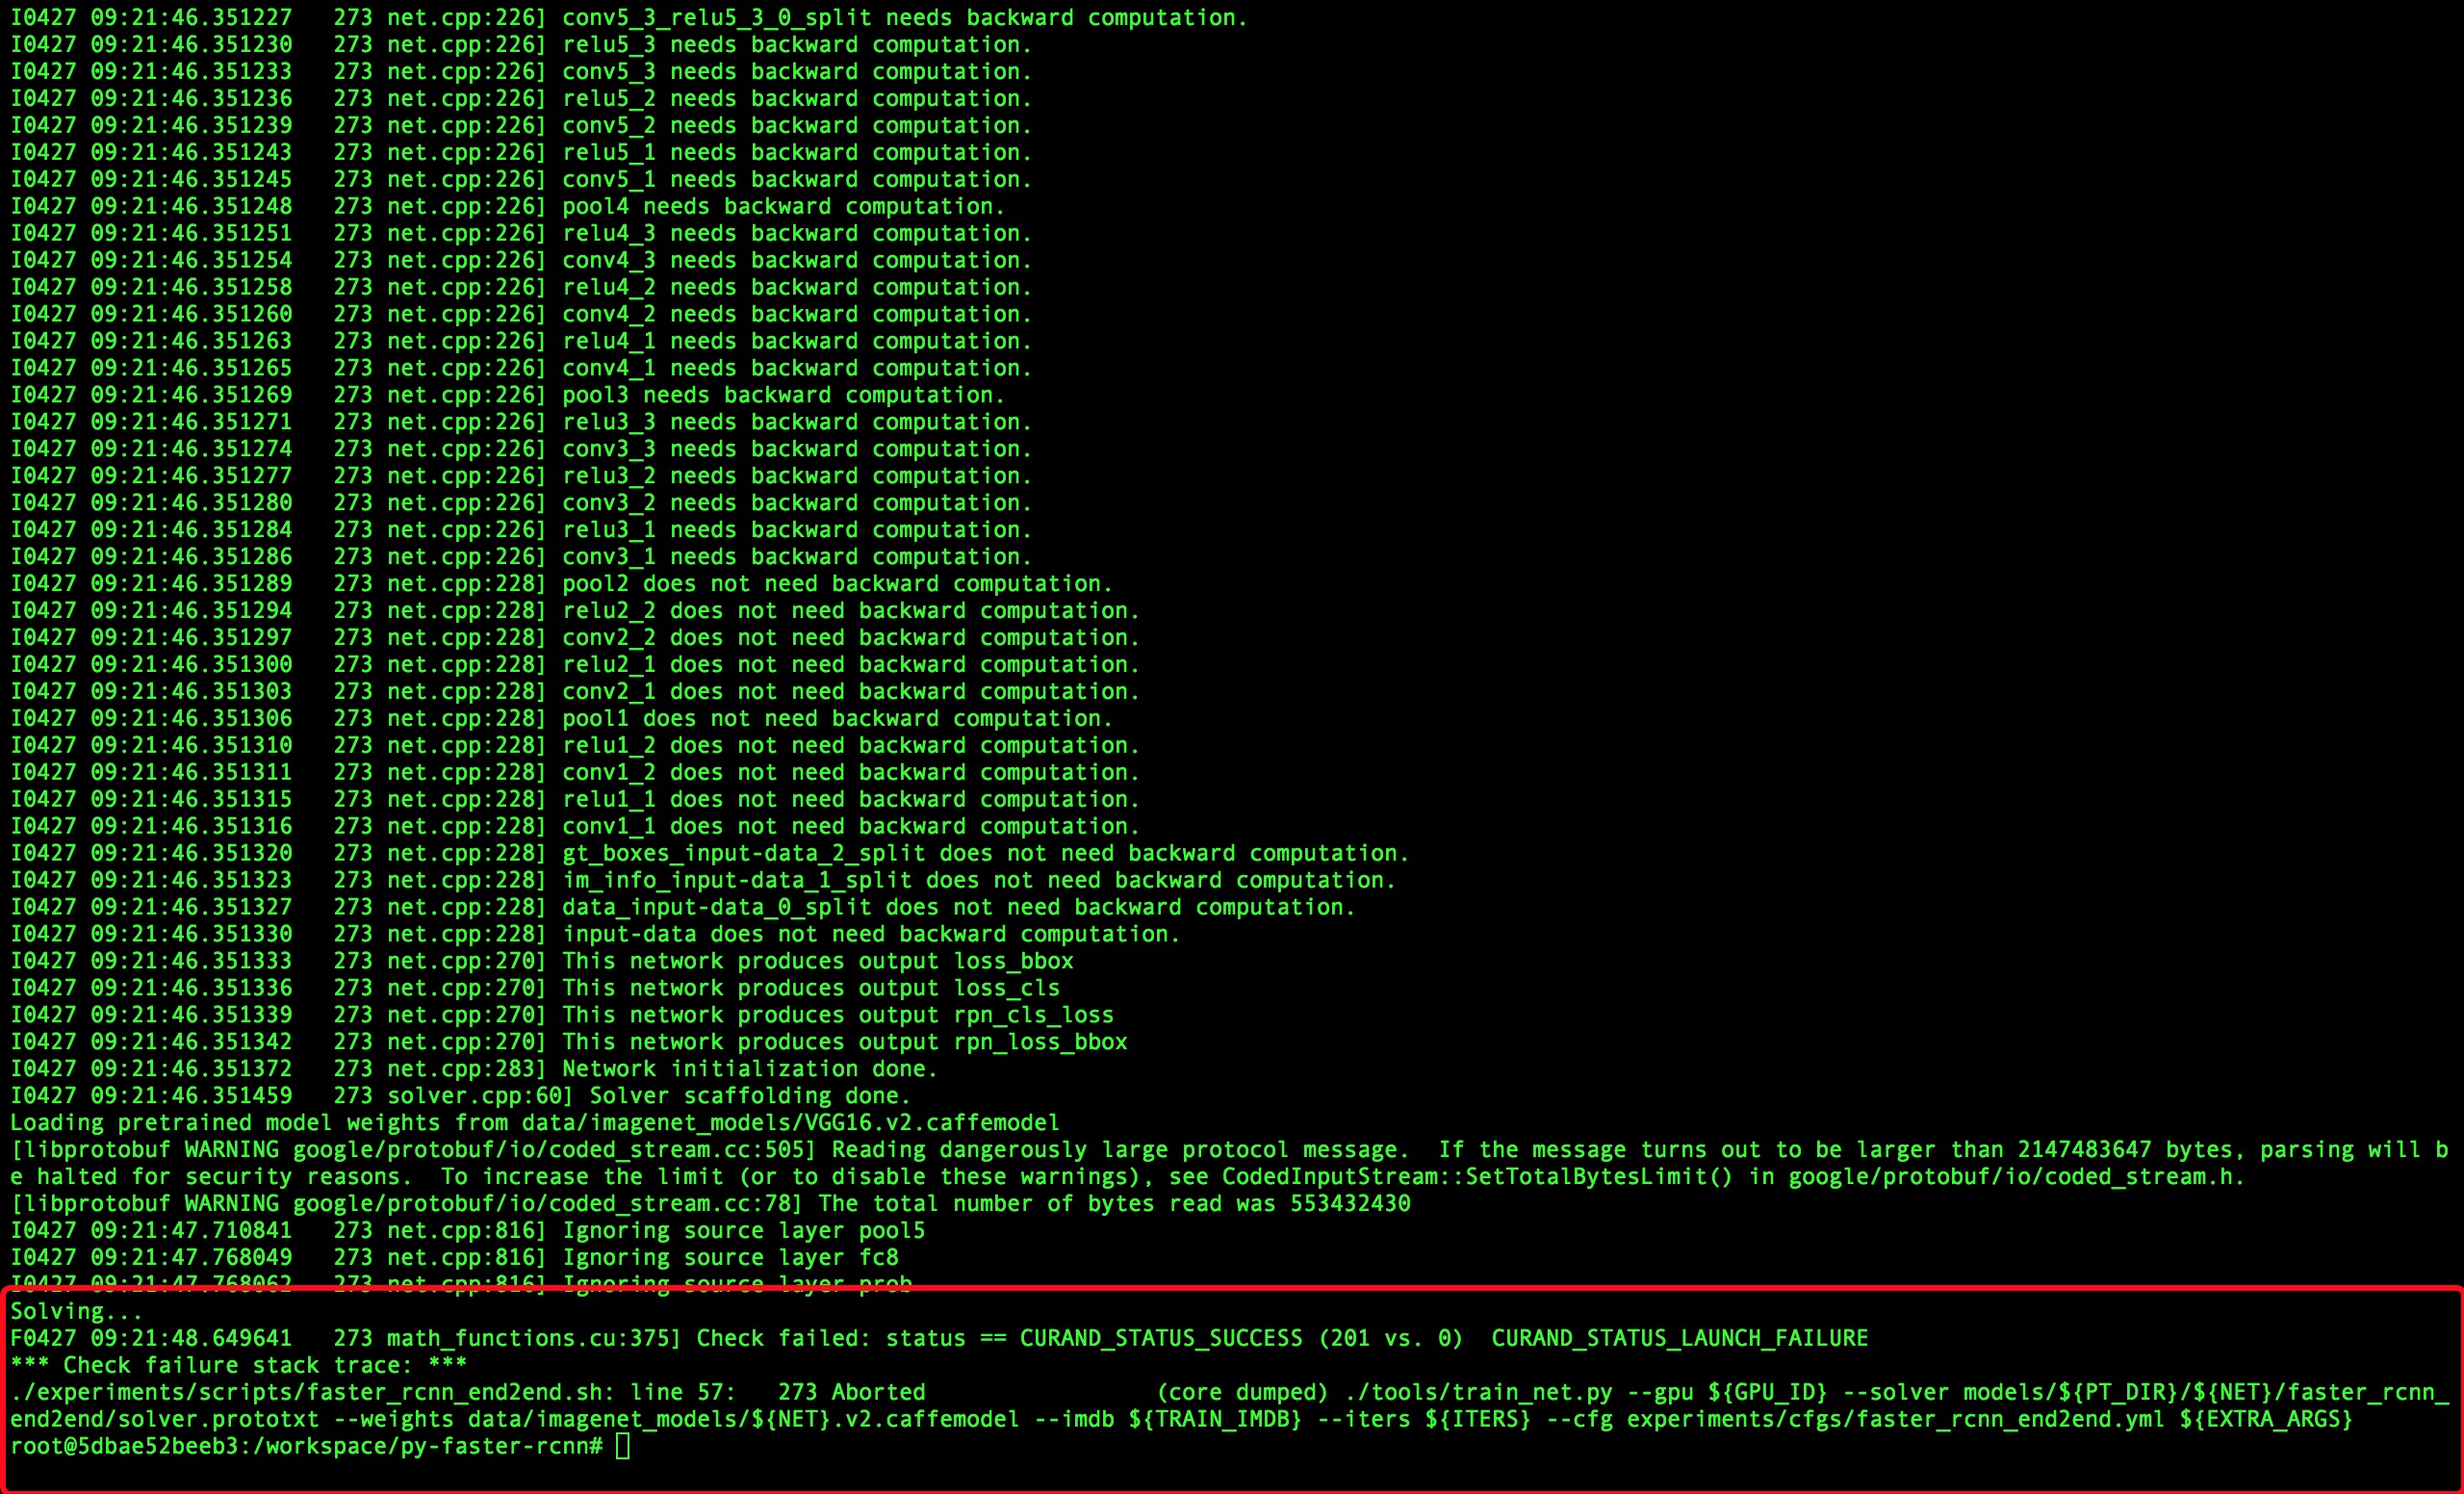 I0427 09:21:46.351227   273 net.cpp:226] conv5_3_relu5_3_0_split needs backward computation.
I0427 09:21:46.351230   273 net.cpp:226] relu5_3 needs backward computation.
I0427 09:21:46.351233   273 net.cpp:226] conv5_3 needs backward computation.
I0427 09:21:46.351236   273 net.cpp:226] relu5_2 needs backward computation.
I0427 09:21:46.351239   273 net.cpp:226] conv5_2 needs backward computation.
I0427 09:21:46.351243   273 net.cpp:226] relu5_1 needs backward computation.
I0427 09:21:46.351245   273 net.cpp:226] conv5_1 needs backward computation.
I0427 09:21:46.351248   273 net.cpp:226] pool4 needs backward computation.
I0427 09:21:46.351251   273 net.cpp:226] relu4_3 needs backward computation.
I0427 09:21:46.351254   273 net.cpp:226] conv4_3 needs backward computation.
I0427 09:21:46.351258   273 net.cpp:226] relu4_2 needs backward computation.
I0427 09:21:46.351260   273 net.cpp:226] conv4_2 needs backward computation.
I0427 09:21:46.351263   273 net.cpp:226] relu4_1 needs backward computation.
I0427 09:21:46.351265   273 net.cpp:226] conv4_1 needs backward computation.
I0427 09:21:46.351269   273 net.cpp:226] pool3 needs backward computation.
I0427 09:21:46.351271   273 net.cpp:226] relu3_3 needs backward computation.
I0427 09:21:46.351274   273 net.cpp:226] conv3_3 needs backward computation.
I0427 09:21:46.351277   273 net.cpp:226] relu3_2 needs backward computation.
I0427 09:21:46.351280   273 net.cpp:226] conv3_2 needs backward computation.
I0427 09:21:46.351284   273 net.cpp:226] relu3_1 needs backward computation.
I0427 09:21:46.351286   273 net.cpp:226] conv3_1 needs backward computation.
I0427 09:21:46.351289   273 net.cpp:228] pool2 does not need backward computation.
I0427 09:21:46.351294   273 net.cpp:228] relu2_2 does not need backward computation.
I0427 09:21:46.351297   273 net.cpp:228] conv2_2 does not need backward computation.
I0427 09:21:46.351300   273 net.cpp:228] relu2_1 does not need backward computation.
I0427 09:21:46.351303   273 net.cpp:228] conv2_1 does not need backward computation.
I0427 09:21:46.351306   273 net.cpp:228] pool1 does not need backward computation.
I0427 09:21:46.351310   273 net.cpp:228] relu1_2 does not need backward computation.
I0427 09:21:46.351311   273 net.cpp:228] conv1_2 does not need backward computation.
I0427 09:21:46.351315   273 net.cpp:228] relu1_1 does not need backward computation.
I0427 09:21:46.351316   273 net.cpp:228] conv1_1 does not need backward computation.
I0427 09:21:46.351320   273 net.cpp:228] gt_boxes_input-data_2_split does not need backward computation.
I0427 09:21:46.351323   273 net.cpp:228] im_info_input-data_1_split does not need backward computation.
I0427 09:21:46.351327   273 net.cpp:228] data_input-data_0_split does not need backward computation.
I0427 09:21:46.351330   273 net.cpp:228] input-data does not need backward computation.
I0427 09:21:46.351333   273 net.cpp:270] This network produces output loss_bbox
I0427 09:21:46.351336   273 net.cpp:270] This network produces output loss_cls
I0427 09:21:46.351339   273 net.cpp:270] This network produces output rpn_cls_loss
I0427 09:21:46.351342   273 net.cpp:270] This network produces output rpn_loss_bbox
I0427 09:21:46.351372   273 net.cpp:283] Network initialization done.
I0427 09:21:46.351459   273 solver.cpp:60] Solver scaffolding done.
Loading pretrained model weights from data/imagenet_models/VGG16.v2.caffemodel
[libprotobuf WARNING google/protobuf/io/coded_stream.cc:505] Reading dangerously large protocol message.  If the message turns out to be larger than 2147483647 bytes, parsing will b
e halted for security reasons.  To increase the limit (or to disable these warnings), see CodedInputStream::SetTotalBytesLimit() in google/protobuf/io/coded_stream.h.
[libprotobuf WARNING google/protobuf/io/coded_stream.cc:78] The total number of bytes read was 553432430
I0427 09:21:47.710841   273 net.cpp:816] Ignoring source layer pool5
I0427 09:21:47.768049   273 net.cpp:816] Ignoring source layer fc8
I0427 09:21:47.768062   273 net.cpp:816] Ignoring source layer prob
Solving...
F0427 09:21:48.649641   273 math_functions.cu:375] Check failed: status == CURAND_STATUS_SUCCESS (201 vs. 0)  CURAND_STATUS_LAUNCH_FAILURE
*** Check failure stack trace: ***
./experiments/scripts/faster_rcnn_end2end.sh: line 57:   273 Aborted                 (core dumped) ./tools/train_net.py --gpu ${GPU_ID} --solver models/${PT_DIR}/${NET}/faster_rcnn_
end2end/solver.prototxt --weights data/imagenet_models/${NET}.v2.caffemodel --imdb ${TRAIN_IMDB} --iters ${ITERS} --cfg experiments/cfgs/faster_rcnn_end2end.yml ${EXTRA_ARGS}
root@5dbae52beeb3:/workspace/py-faster-rcnn#